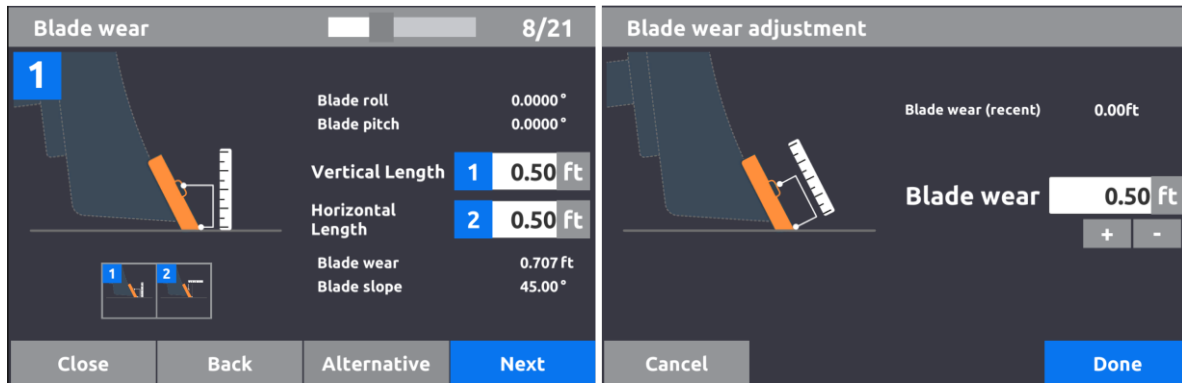 Blade wear 8/21
1
Blade roll 0.0000°
Blade pitch 0.0000°
Vertical Length 1 0.50 ft
Horizontal
Length 2 0.50 ft
Blade wear 0.707 ft
Blade slope 45.00°
1 2
Close Back Alternative Next
Blade wear adjustment
Blade wear (recent) 0.00ft
Blade wear 0.50 ft
+ -
Cancel Done